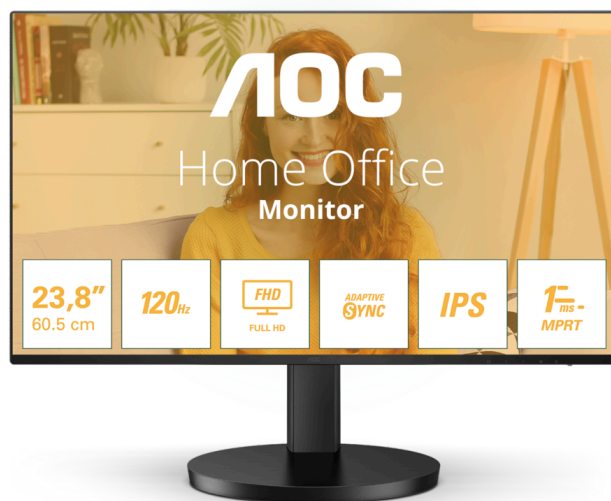 AOC
Home Office
Monitor
23,8”
60.5 cm
120Hz
FHD
FULL HD
ADAPTIVE
SYNC
IPS
1ms
MPRT